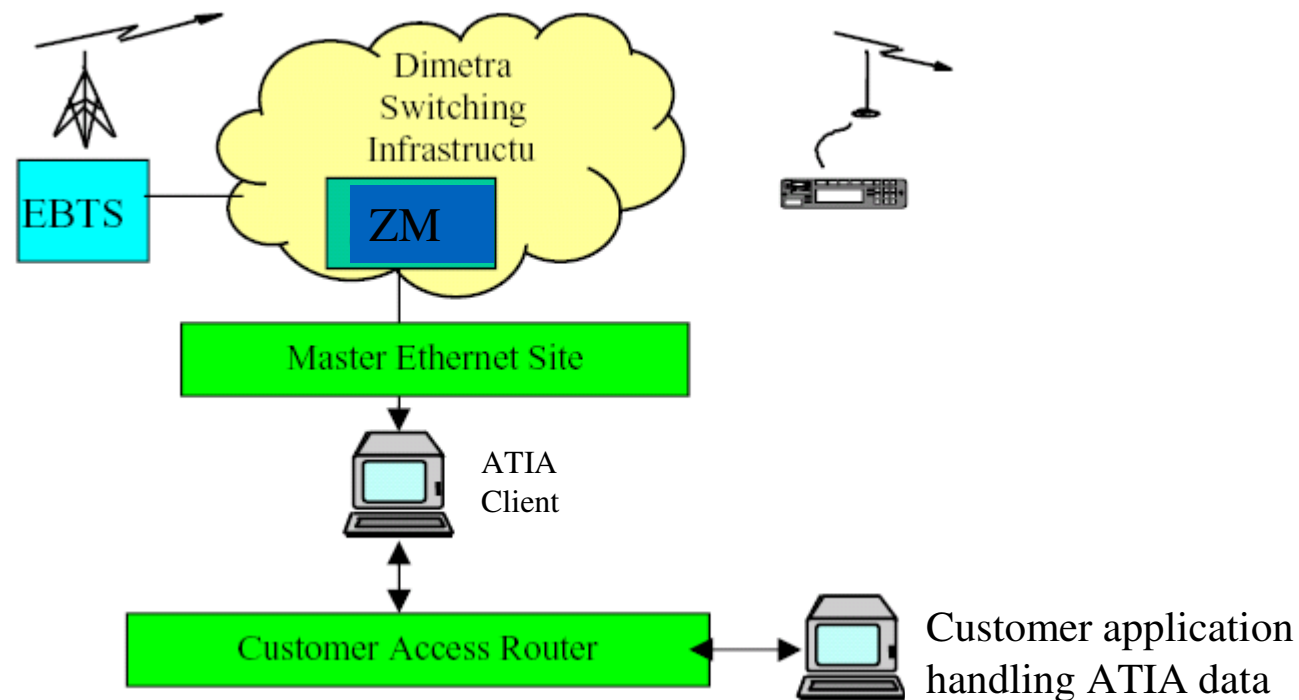 Dimetra
Switching
Infrastructu
EBTS
ZM
Master Ethernet Site
ATIA
Client
Customer Access Router
Customer application
handling ATIA data